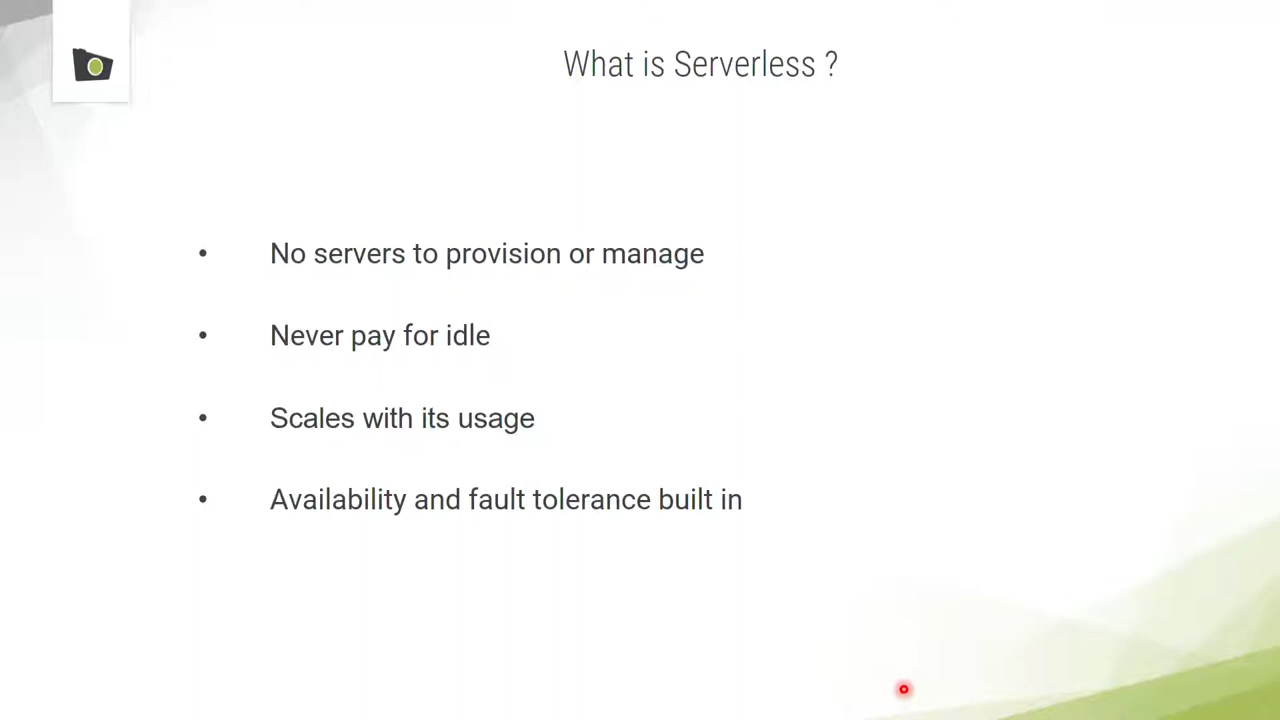 What is Serverless ?
• No servers to provision or manage
• Never pay for idle
• Scales with its usage
• Availability and fault tolerance built in